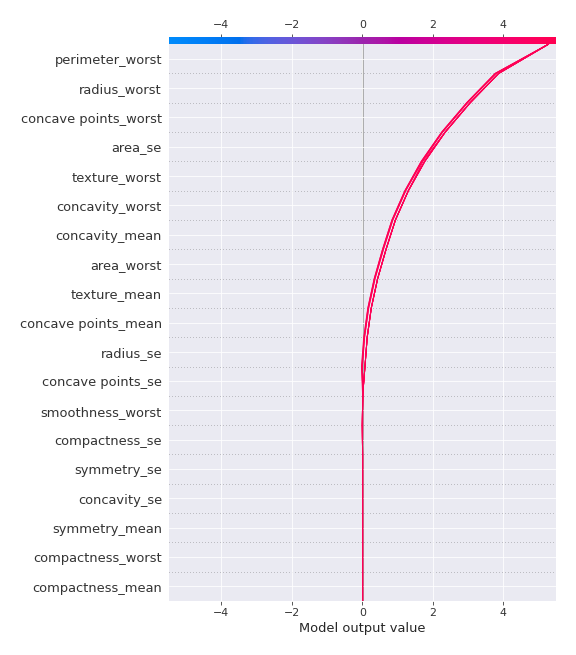 −4 −2 0 2 4
perimeter_worst
radius_worst
concave points_worst
area_se
texture_worst
concavity_worst
concavity_mean
area_worst
texture_mean
concave points_mean
radius_se
concave points_se
smoothness_worst
compactness_se
symmetry_se
concavity_se
symmetry_mean
compactness_worst
compactness_mean
−4 −2 0 2 4
Model output value